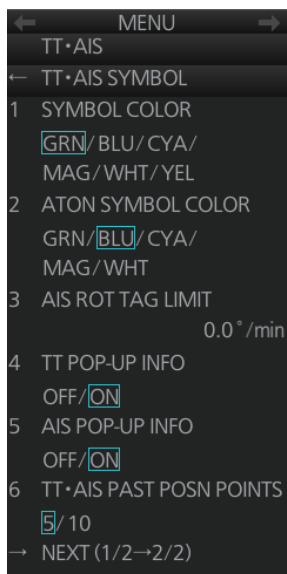 ← MENU →
TT・AIS
← TT・AIS SYMBOL
1 SYMBOL COLOR
GRN/BLU/CYA/
MAG/WHT/YEL
2 ATON SYMBOL COLOR
GRN/BLU/CYA/
MAG/WHT
3 AIS ROT TAG LIMIT
0.0°/min
4 TT POP-UP INFO
OFF/ON
5 AIS POP-UP INFO
OFF/ON
6 TT・AIS PAST POSN POINTS
5/10
→ NEXT (1/2→2/2)